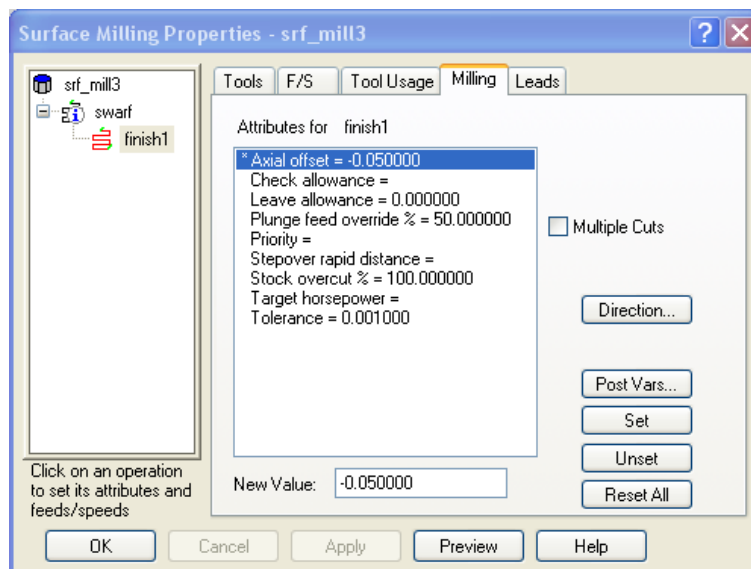 Surface Milling Properties - srf_mill3
srf_mill3
swarf
finish1
Click on an operation
to set its attributes and
feeds/speeds
Tools F/S Tool Usage Milling Leads
Attributes for finish1
* Axial offset = -0.050000
Check allowance =
Leave allowance = 0.000000
Plunge feed override % = 50.000000
Priority =
Stepover rapid distance =
Stock overcut % = 100.000000
Target horsepower =
Tolerance = 0.001000
Multiple Cuts
Direction...
Post Vars...
Set
Unset
Reset All
New Value: -0.050000
OK Cancel Apply Preview Help